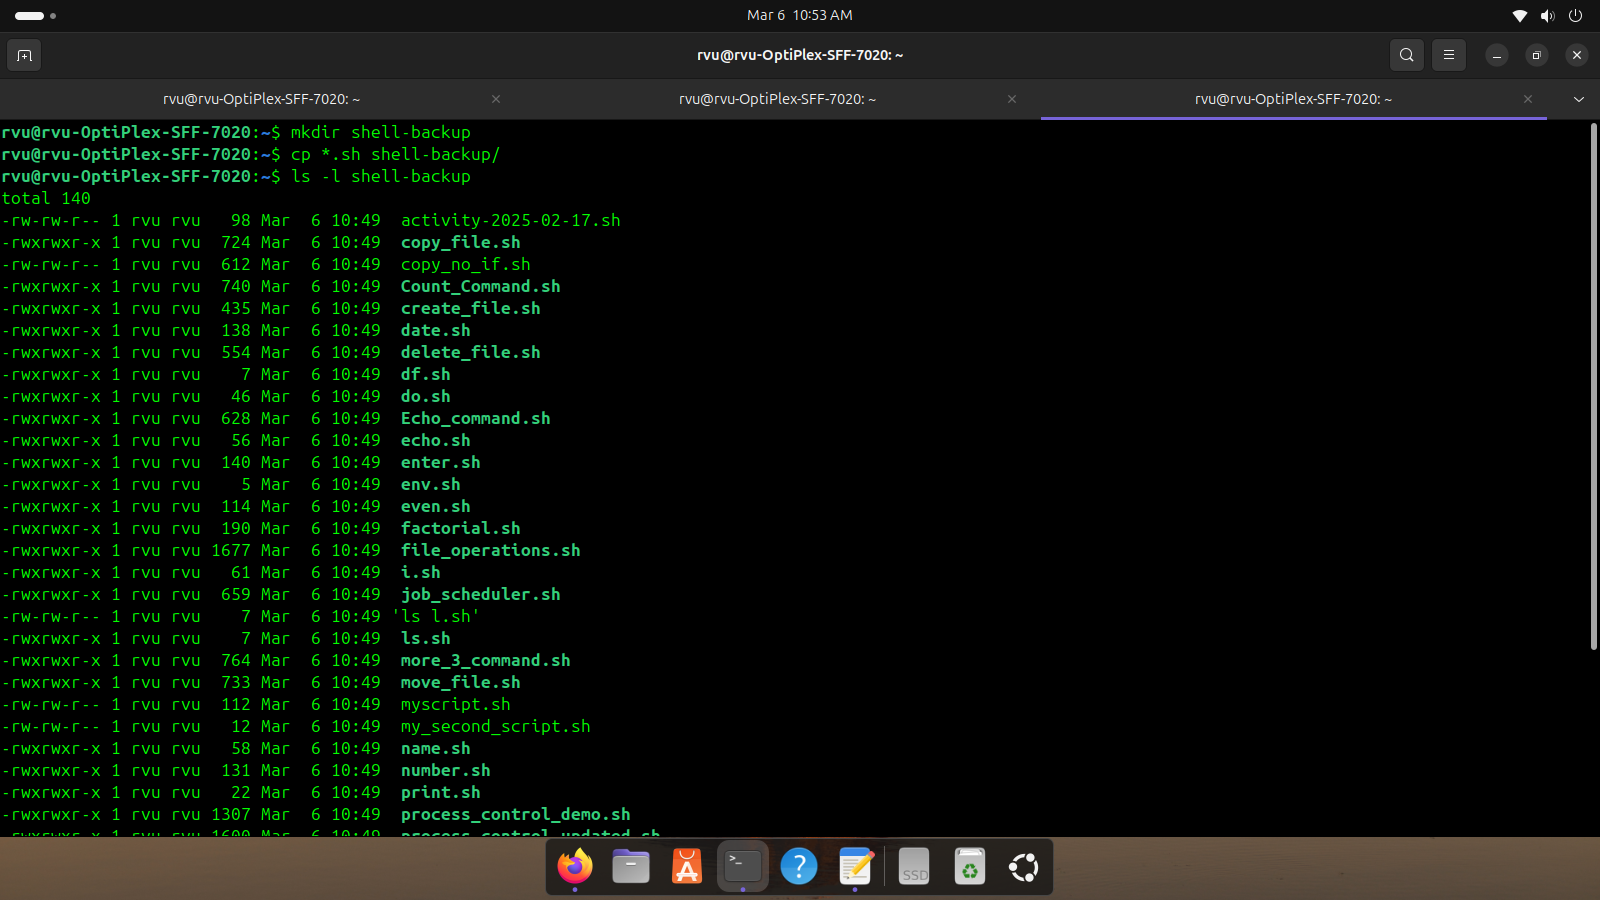 Mar 6 10:53 AM
rvu@rvu-OptiPlex-SFF-7020: ~
rvu@rvu-OptiPlex-SFF-7020: ~
rvu@rvu-OptiPlex-SFF-7020: ~
rvu@rvu-OptiPlex-SFF-7020: ~
rvu@rvu-OptiPlex-SFF-7020:~$ mkdir shell-backup
rvu@rvu-OptiPlex-SFF-7020:~$ cp *.sh shell-backup/
rvu@rvu-OptiPlex-SFF-7020:~$ ls -l shell-backup
total 140
-rw-rw-r-- 1 rvu rvu   98 Mar  6 10:49  activity-2025-02-17.sh
-rwxrwxr-x 1 rvu rvu  724 Mar  6 10:49  copy_file.sh
-rw-rw-r-- 1 rvu rvu  612 Mar  6 10:49  copy_no_if.sh
-rwxrwxr-x 1 rvu rvu  740 Mar  6 10:49  Count_Command.sh
-rwxrwxr-x 1 rvu rvu  435 Mar  6 10:49  create_file.sh
-rwxrwxr-x 1 rvu rvu  138 Mar  6 10:49  date.sh
-rwxrwxr-x 1 rvu rvu  554 Mar  6 10:49  delete_file.sh
-rwxrwxr-x 1 rvu rvu    7 Mar  6 10:49  df.sh
-rwxrwxr-x 1 rvu rvu   46 Mar  6 10:49  do.sh
-rwxrwxr-x 1 rvu rvu  628 Mar  6 10:49  Echo_command.sh
-rwxrwxr-x 1 rvu rvu   56 Mar  6 10:49  echo.sh
-rwxrwxr-x 1 rvu rvu  140 Mar  6 10:49  enter.sh
-rwxrwxr-x 1 rvu rvu    5 Mar  6 10:49  env.sh
-rwxrwxr-x 1 rvu rvu  114 Mar  6 10:49  even.sh
-rwxrwxr-x 1 rvu rvu  190 Mar  6 10:49  factorial.sh
-rwxrwxr-x 1 rvu rvu 1677 Mar  6 10:49  file_operations.sh
-rwxrwxr-x 1 rvu rvu   61 Mar  6 10:49  i.sh
-rwxrwxr-x 1 rvu rvu  659 Mar  6 10:49  job_scheduler.sh
-rw-rw-r-- 1 rvu rvu    7 Mar  6 10:49 'ls l.sh'
-rwxrwxr-x 1 rvu rvu    7 Mar  6 10:49  ls.sh
-rwxrwxr-x 1 rvu rvu  764 Mar  6 10:49  more_3_command.sh
-rwxrwxr-x 1 rvu rvu  733 Mar  6 10:49  move_file.sh
-rw-rw-r-- 1 rvu rvu  112 Mar  6 10:49  myscript.sh
-rw-rw-r-- 1 rvu rvu   12 Mar  6 10:49  my_second_script.sh
-rwxrwxr-x 1 rvu rvu   58 Mar  6 10:49  name.sh
-rwxrwxr-x 1 rvu rvu  131 Mar  6 10:49  number.sh
-rwxrwxr-x 1 rvu rvu   22 Mar  6 10:49  print.sh
-rwxrwxr-x 1 rvu rvu 1307 Mar  6 10:49  process_control_demo.sh
-rwxrwxr-x 1 rvu rvu 1600 Mar  6 10:49  process_control_updated.sh
SSD